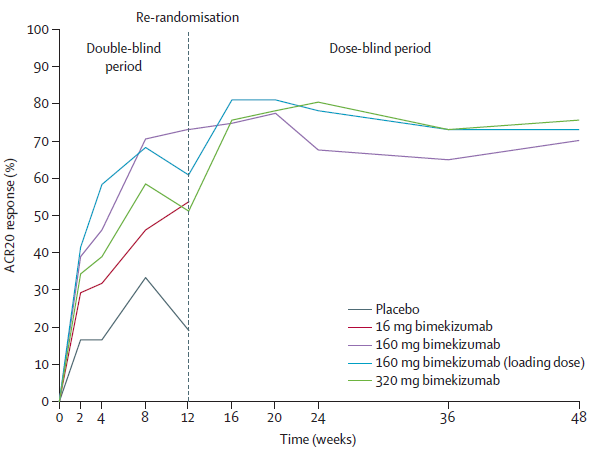 Re-randomisation
Double-blind
period
Dose-blind period
ACR20 response (%)
100
90
80
70
60
50
40
30
20
10
0
Placebo
16 mg bimekizumab
160 mg bimekizumab
160 mg bimekizumab (loading dose)
320 mg bimekizumab
0 2 4 8 12 16 20 24 36 48
Time (weeks)